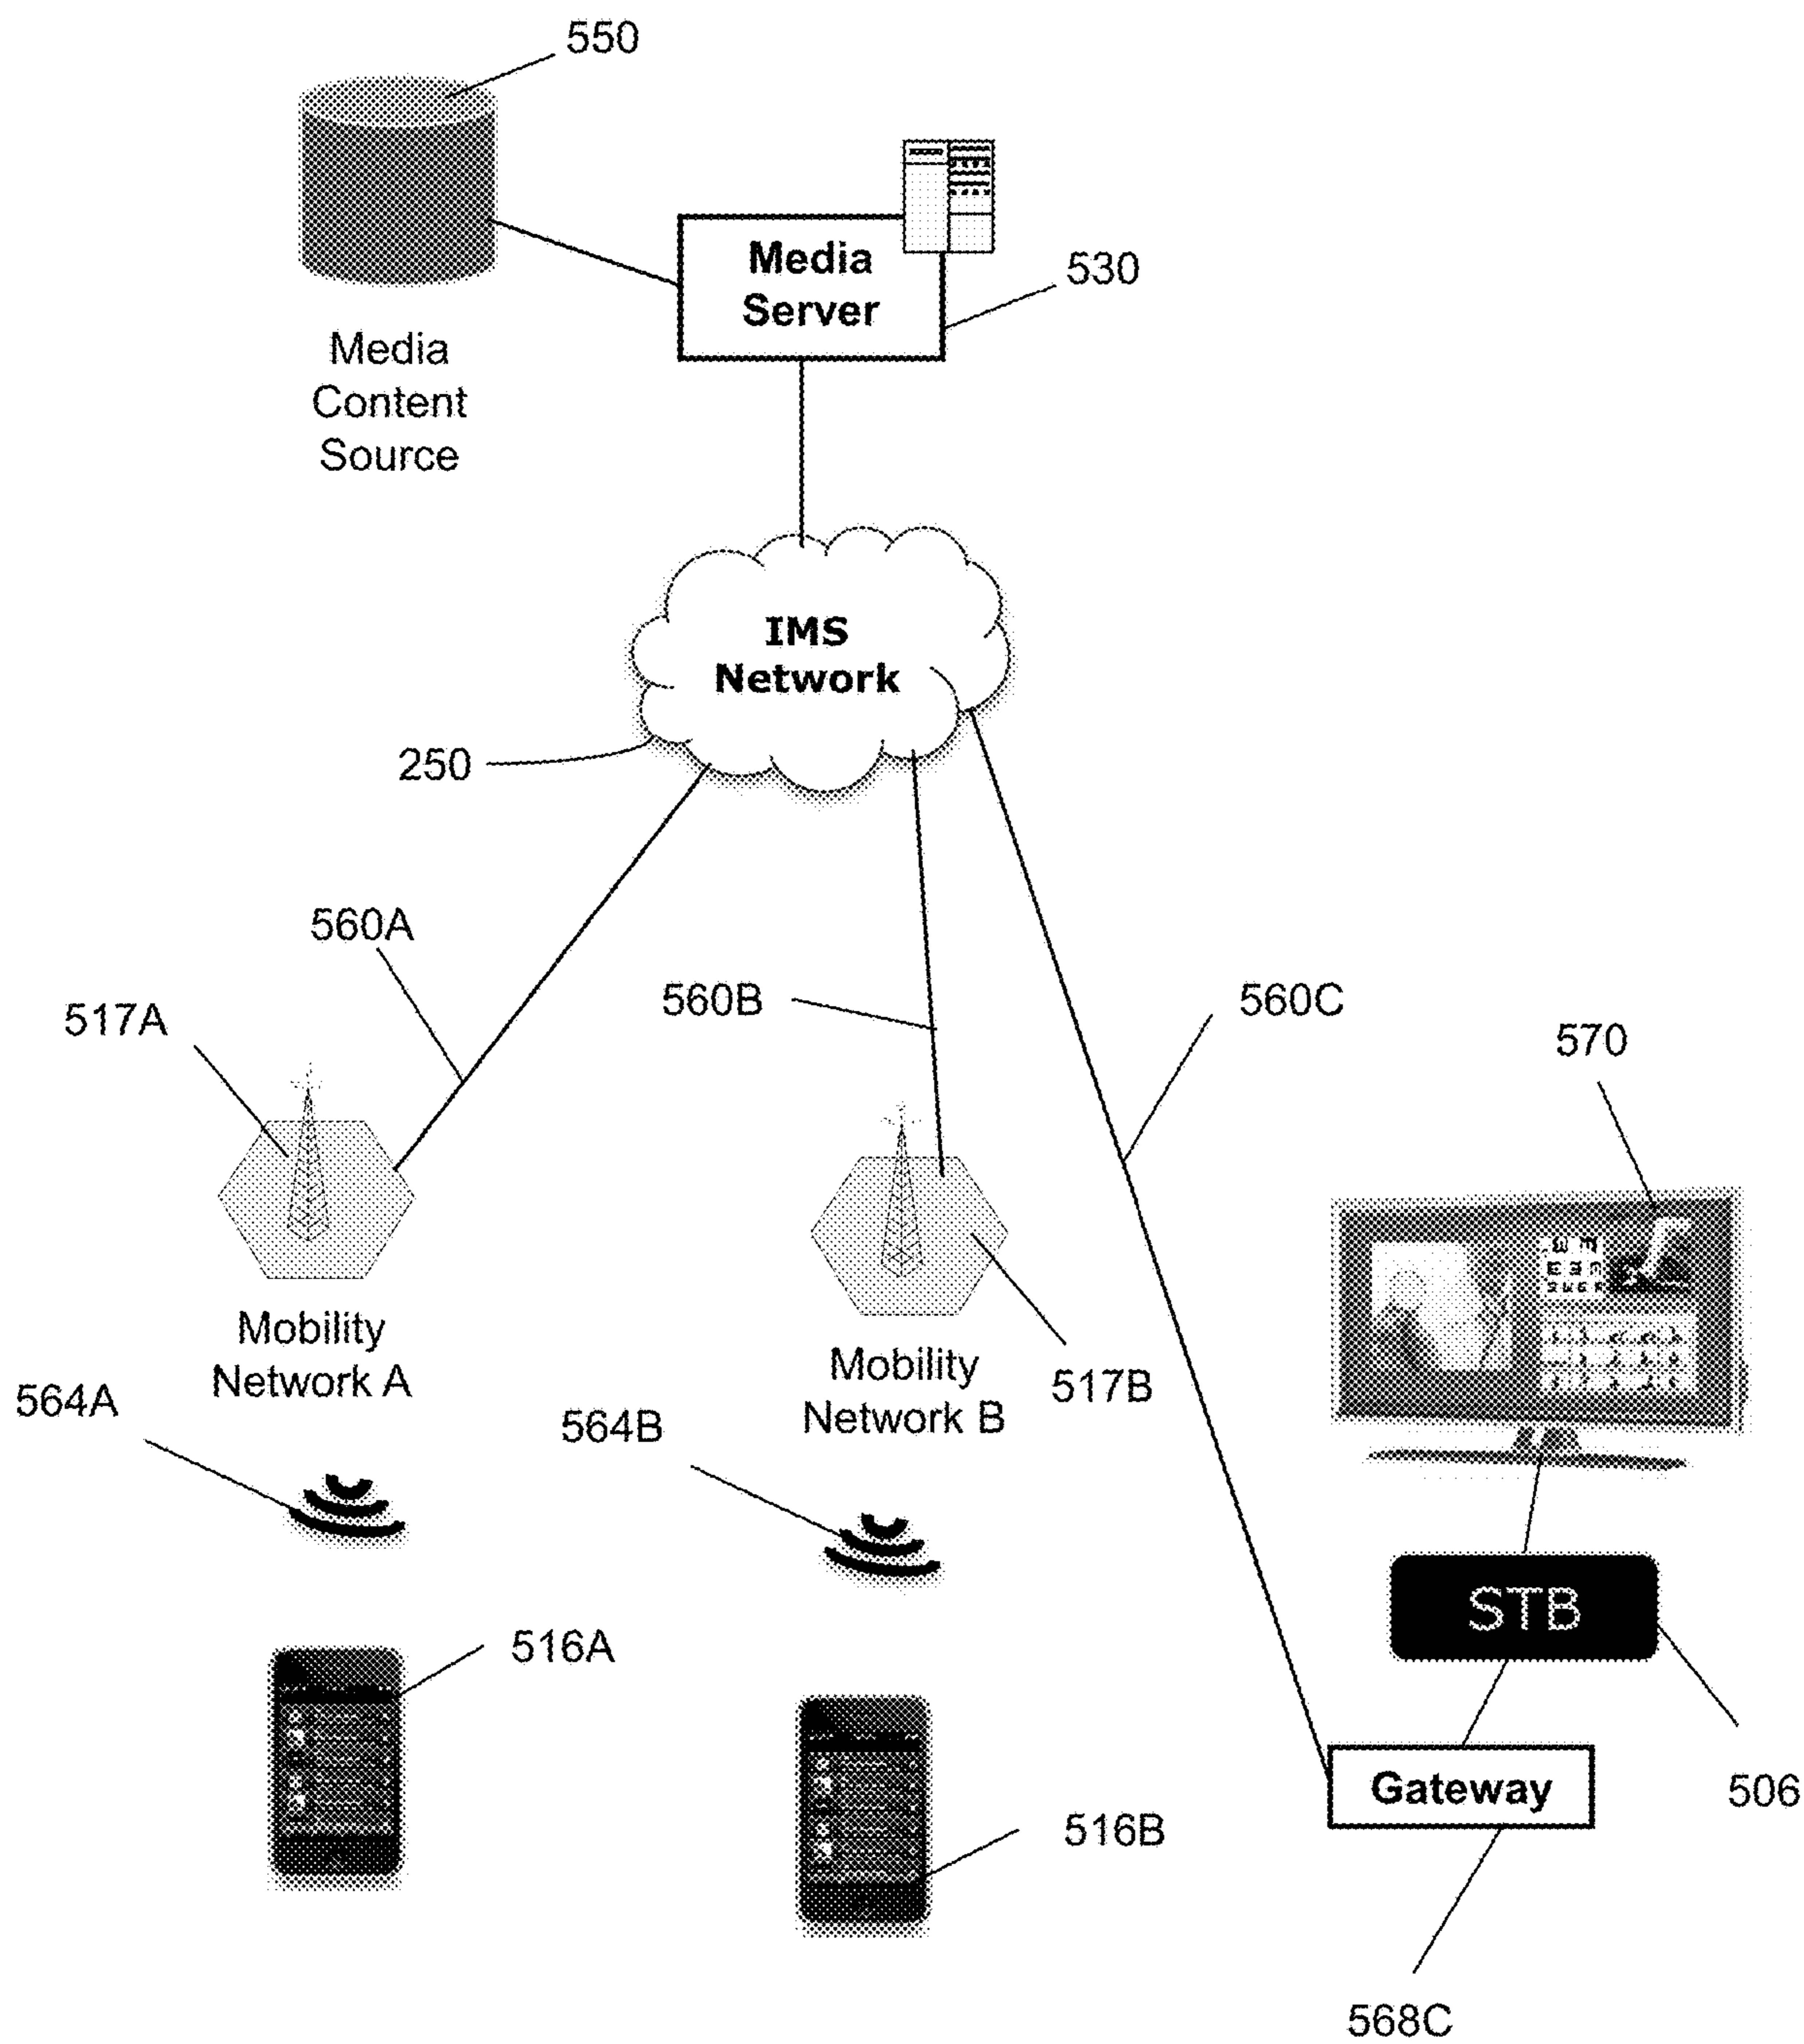 550
Media
Server
530
Media
Content
Source
IMS
Network
250
560A
517A
560B
560C
570
Mobility
Network A
564A
Mobility
Network B
517B
564B
STB
516A
Gateway
506
516B
568C